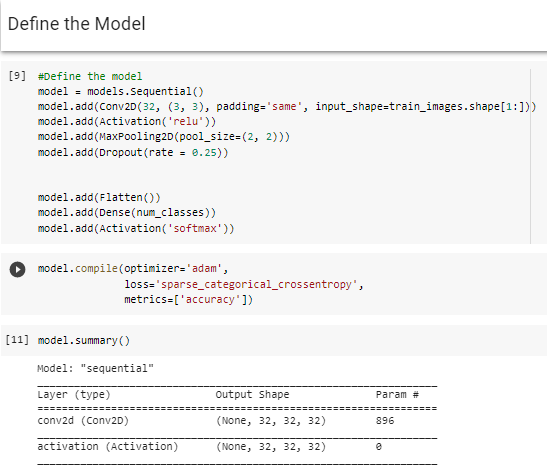 Define the Model
[9] #Define the model
model = models.Sequential()
model.add(Conv2D(32, (3, 3), padding='same', input_shape=train_images.shape[1:]))
model.add(Activation('relu'))
model.add(MaxPooling2D(pool_size=(2, 2)))
model.add(Dropout(rate = 0.25))
model.add(Flatten())
model.add(Dense(num_classes))
model.add(Activation('softmax'))
model.compile(optimizer='adam',
loss='sparse_categorical_crossentropy',
metrics=['accuracy'])
[11] model.summary()
Model: "sequential"
Layer (type) Output Shape Param #
conv2d (Conv2D) (None, 32, 32, 32) 896
activation (Activation) (None, 32, 32, 32) 0